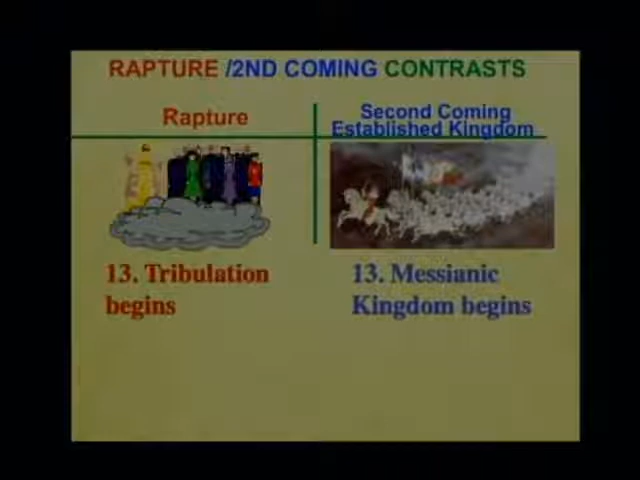 RAPTURE /2ND COMING CONTRASTS
Rapture
Second Coming
Established Kingdom
13. Tribulation
begins
13. Messianic
Kingdom begins